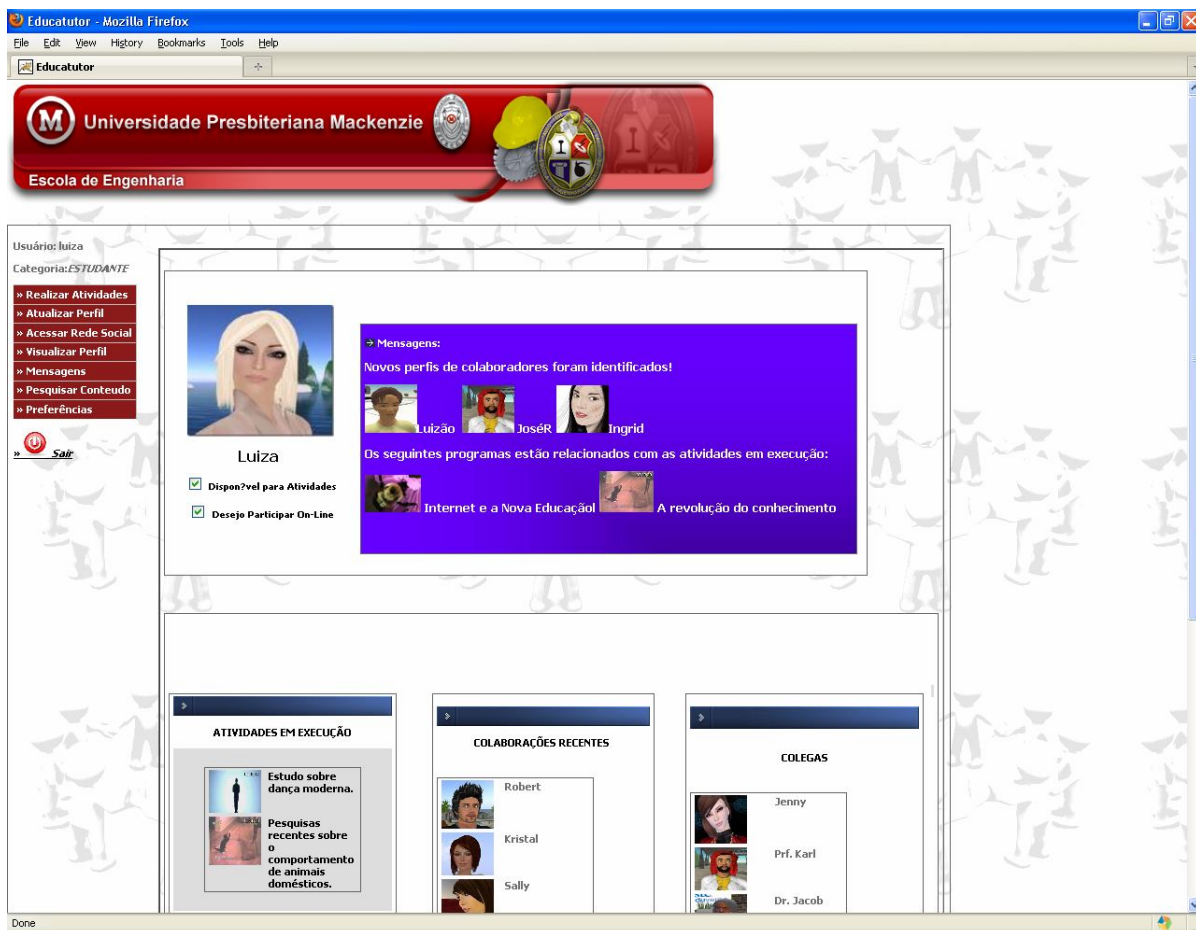 Educatutor - Mozilla Firefox
File Edit View History Bookmarks Tools Help
Educatutor
M Universidade Presbiteriana Mackenzie
Escola de Engenharia
Usuário: luiza
Categoria:ESTUDANTE
» Realizar Atividades
» Atualizar Perfil
» Acessar Rede Social
» Visualizar Perfil
» Mensagens
» Pesquisar Conteudo
» Preferências
» Sair
Luiza
Dispon?vel para Atividades
Desejo Participar On-Line
Mensagens:
Novos perfis de colaboradores foram identificados!
Luizão JoséR Ingrid
Os seguintes programas estão relacionados com as atividades em execução:
Internet e a Nova Educaçãol A revolução do conhecimento
ATIVIDADES EM EXECUÇÃO
Estudo sobre
dança moderna.
Pesquisas
recentes sobre
o
comportamento
de animais
domésticos.
COLABORAÇÕES RECENTES
Robert
Kristal
Sally
COLEGAS
Jenny
Prf. Karl
Dr. Jacob
Done